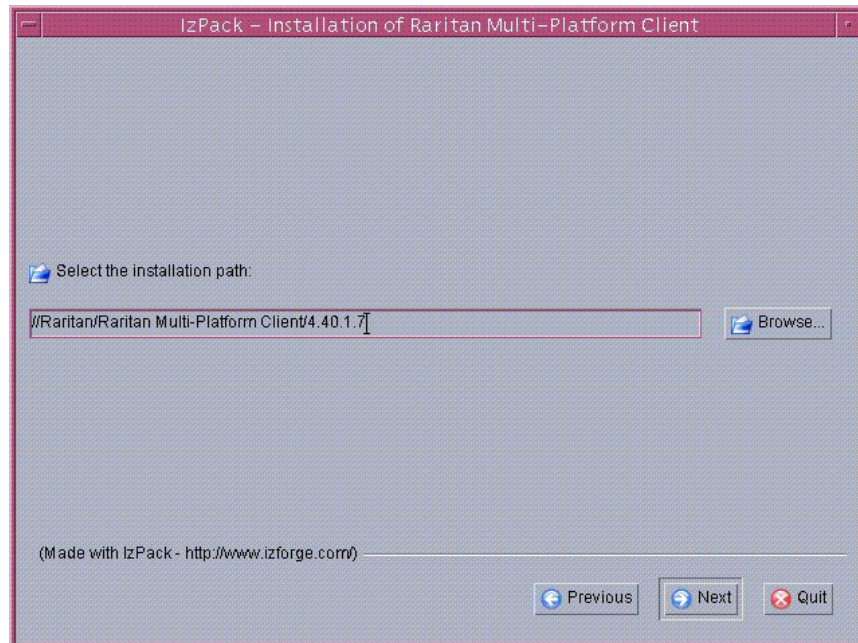 IzPack – Installation of Raritan Multi–Platform Client
Select the installation path:
//Raritan/Raritan Multi-Platform Client/4.40.1.7
Browse...
(Made with IzPack - http://www.izforge.com/)
Previous
Next
Quit